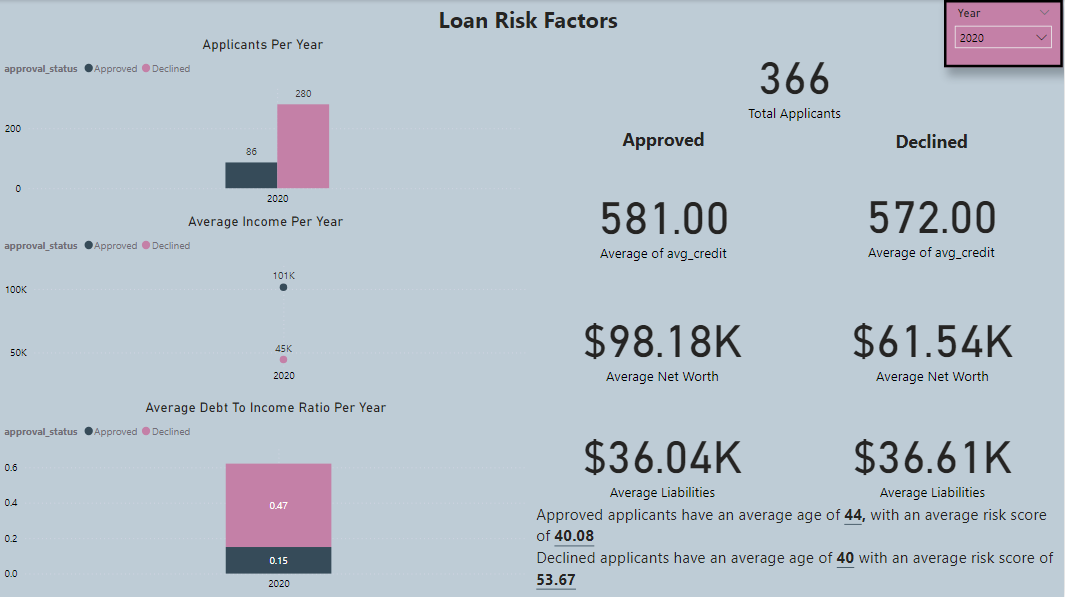 Loan Risk Factors
Year
2020
Applicants Per Year
approval_status Approved Declined
280
200
86
0
2020
Average Income Per Year
approval_status Approved Declined
101K
100K
45K
50K
2020
Average Debt To Income Ratio Per Year
approval_status Approved Declined
0.6
0.47
0.4
0.2
0.15
0.0
2020
366
Total Applicants
Approved
Declined
581.00
Average of avg_credit
572.00
Average of avg_credit
$98.18K
Average Net Worth
$61.54K
Average Net Worth
$36.04K
Average Liabilities
$36.61K
Average Liabilities
Approved applicants have an average age of 44, with an average risk score
of 40.08
Declined applicants have an average age of 40 with an average risk score of
53.67